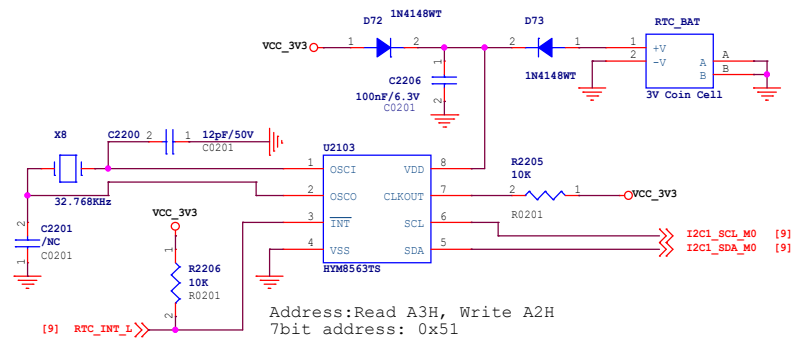 D72 1N4148WT D73 RTC_BAT
VCC_3V3 1 2 2 1 1 +V A A
2 -V B B
C2206 1N4148WT
100nF/6.3V 3V Coin Cell
C0201
1
2
X8 C2200 2 1 12pF/50V U2103
C0201
1 OSCI VDD 8 R2205
10K
2 OSCO CLKOUT 7 2 1 VCC_3V3
32.768KHz R0201
VCC_3V3 3 INT SCL 6
I2C1_SCL_M0 [9]
2 C2201 4 VSS SDA 5 I2C1_SDA_M0 [9]
/NC
1 C0201 HYM8563TS
1 R2206
10K
R0201
2
Address:Read A3H, Write A2H
[9] RTC_INT_L 7bit address: 0x51